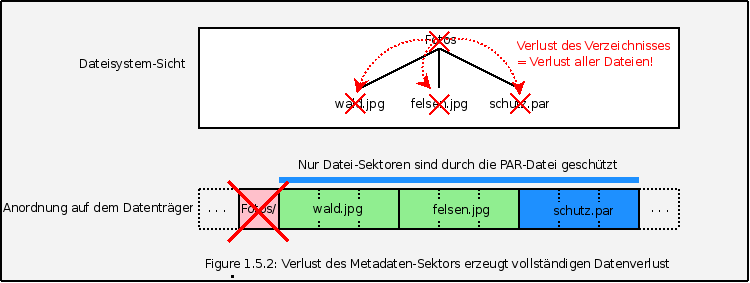 Fotos
Verlust des Verzeichnisses
= Verlust aller Dateien!
Dateisystem-Sicht
wald.jpg felsen.jpg schutz.par
Nur Datei-Sektoren sind durch die PAR-Datei geschützt
Anordnung auf dem Datenträger . . . Fotos/ wald.jpg felsen.jpg schutz.par . . .
Figure 1.5.2: Verlust des Metadaten-Sektors erzeugt vollständigen Datenverlust